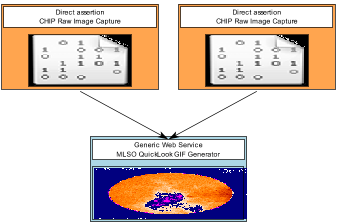 Direct assertion
CHIP Raw Image Capture
Direct assertion
CHIP Raw Image Capture
Generic Web Service
MLSO QuickLook GIF Generator